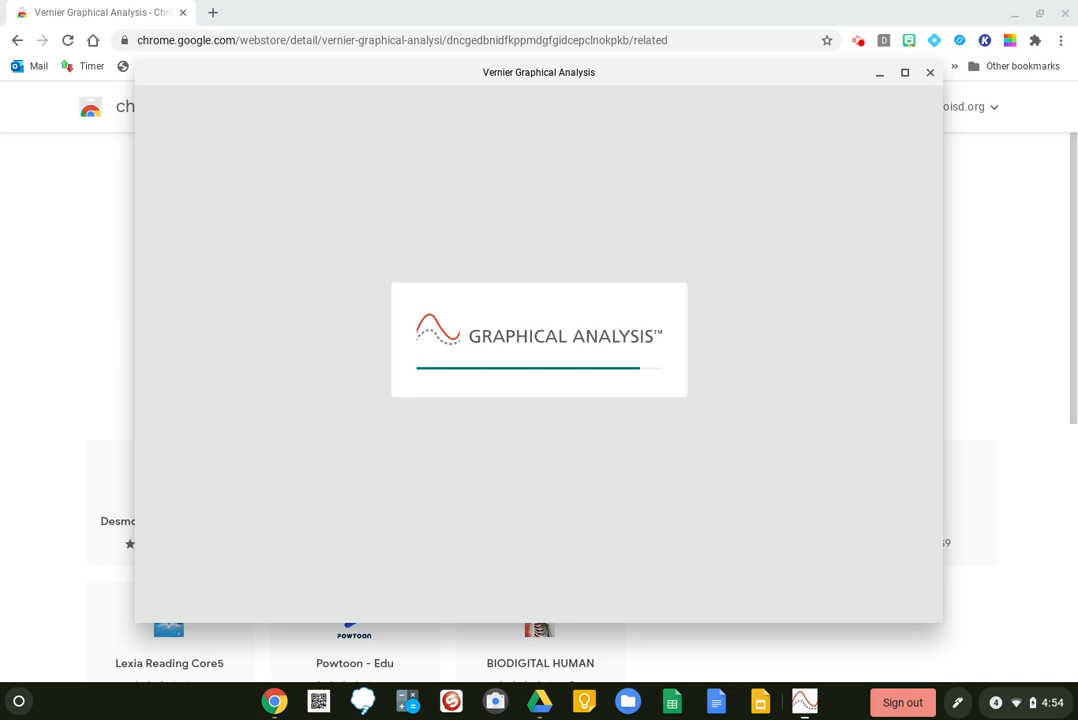 Vernier Graphical Analysis - Chro
chrome.google.com/webstore/detail/vernier-graphical-analysi/dncgedbnidfkppmdgfgidcepclnokpkb/related
Mail
Timer
»
Other bookmarks
Vernier Graphical Analysis
ch
oisd.org
GRAPHICAL ANALYSIS™
Desmo
59
POWTOON
Lexia Reading Core5
Powtoon - Edu
BIODIGITAL HUMAN
Sign out
4
4:54